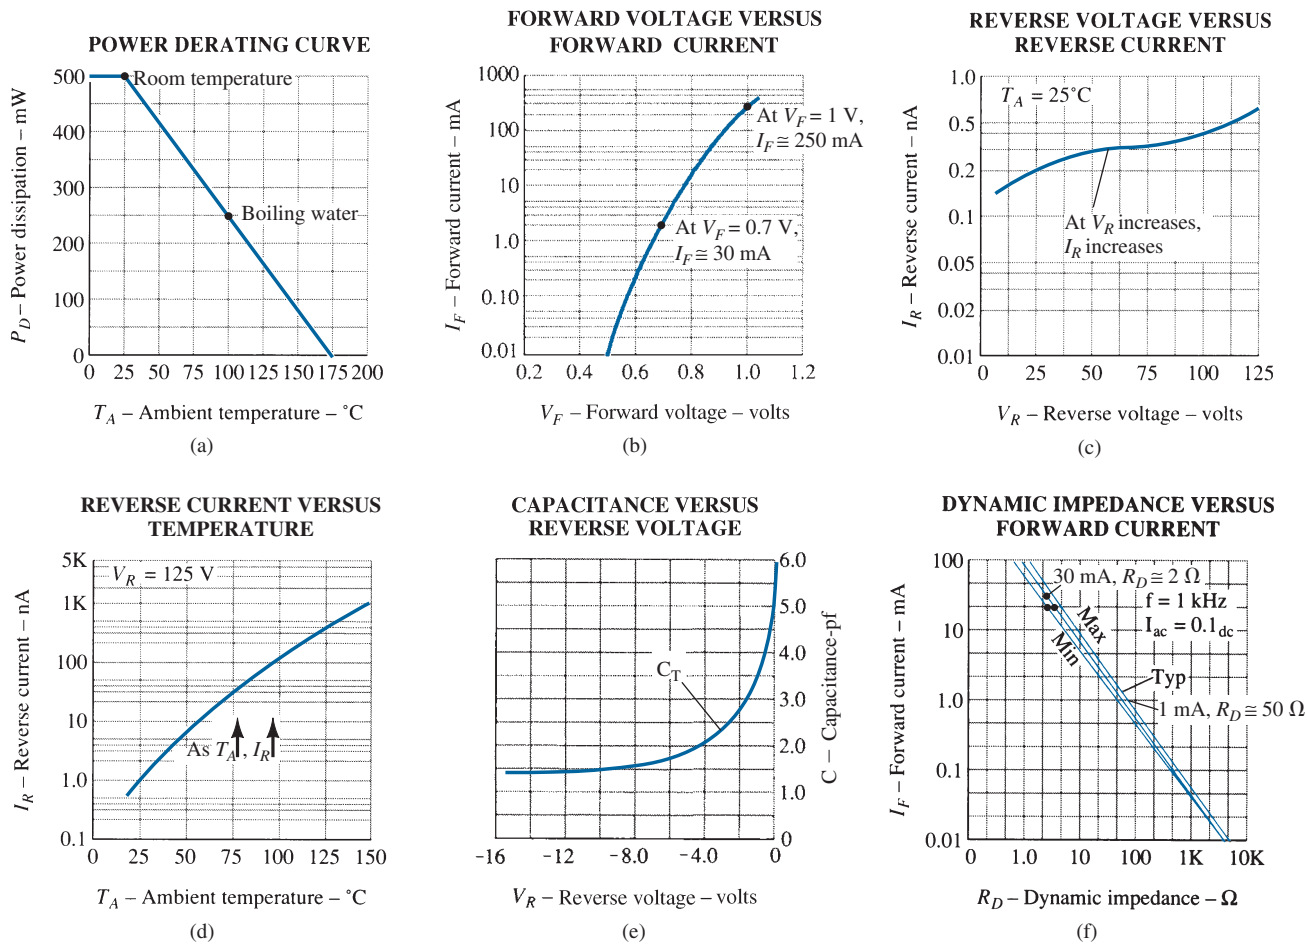 POWER DERATING CURVE
500
400
300
200
100
0
Room temperature
Boiling water
P_D – Power dissipation – mW
0 25 50 75 100 125 150 175 200
T_A – Ambient temperature – °C
(a)
FORWARD VOLTAGE VERSUS
FORWARD CURRENT
1000
100
10
1.0
0.10
0.01
At V_F = 1 V,
I_F ≅ 250 mA
At V_F = 0.7 V,
I_F ≅ 30 mA
I_F – Forward current – mA
0.2 0.4 0.6 0.8 1.0 1.2
V_F – Forward voltage – volts
(b)
REVERSE VOLTAGE VERSUS
REVERSE CURRENT
1.0
0.5
0.2
0.1
0.05
0.02
0.01
T_A = 25°C
At V_R increases,
I_R increases
I_R – Reverse current – nA
0 25 50 75 100 125
V_R – Reverse voltage – volts
(c)
REVERSE CURRENT VERSUS
TEMPERATURE
5K
1K
100
10
1.0
0.1
V_R = 125 V
As T_A , I_R
I_R – Reverse current – nA
0 25 75 125 150
T_A – Ambient temperature – °C
(d)
CAPACITANCE VERSUS
REVERSE VOLTAGE
6.0
5.0
4.0
3.0
2.0
1.0
0
C_T
C – Capacitance-pf
-16 -12 -8.0 -4.0 0
V_R – Reverse voltage – volts
(e)
DYNAMIC IMPEDANCE VERSUS
FORWARD CURRENT
100
10
1.0
0.1
0.01
30 mA, R_D ≅ 2 Ω
f = 1 kHz
I_ac = 0.1_dc
Max
Min
Typ
1 mA, R_D ≅ 50 Ω
I_F – Forward current – mA
0 1.0 10 100 1K 10K
R_D – Dynamic impedance – Ω
(f)